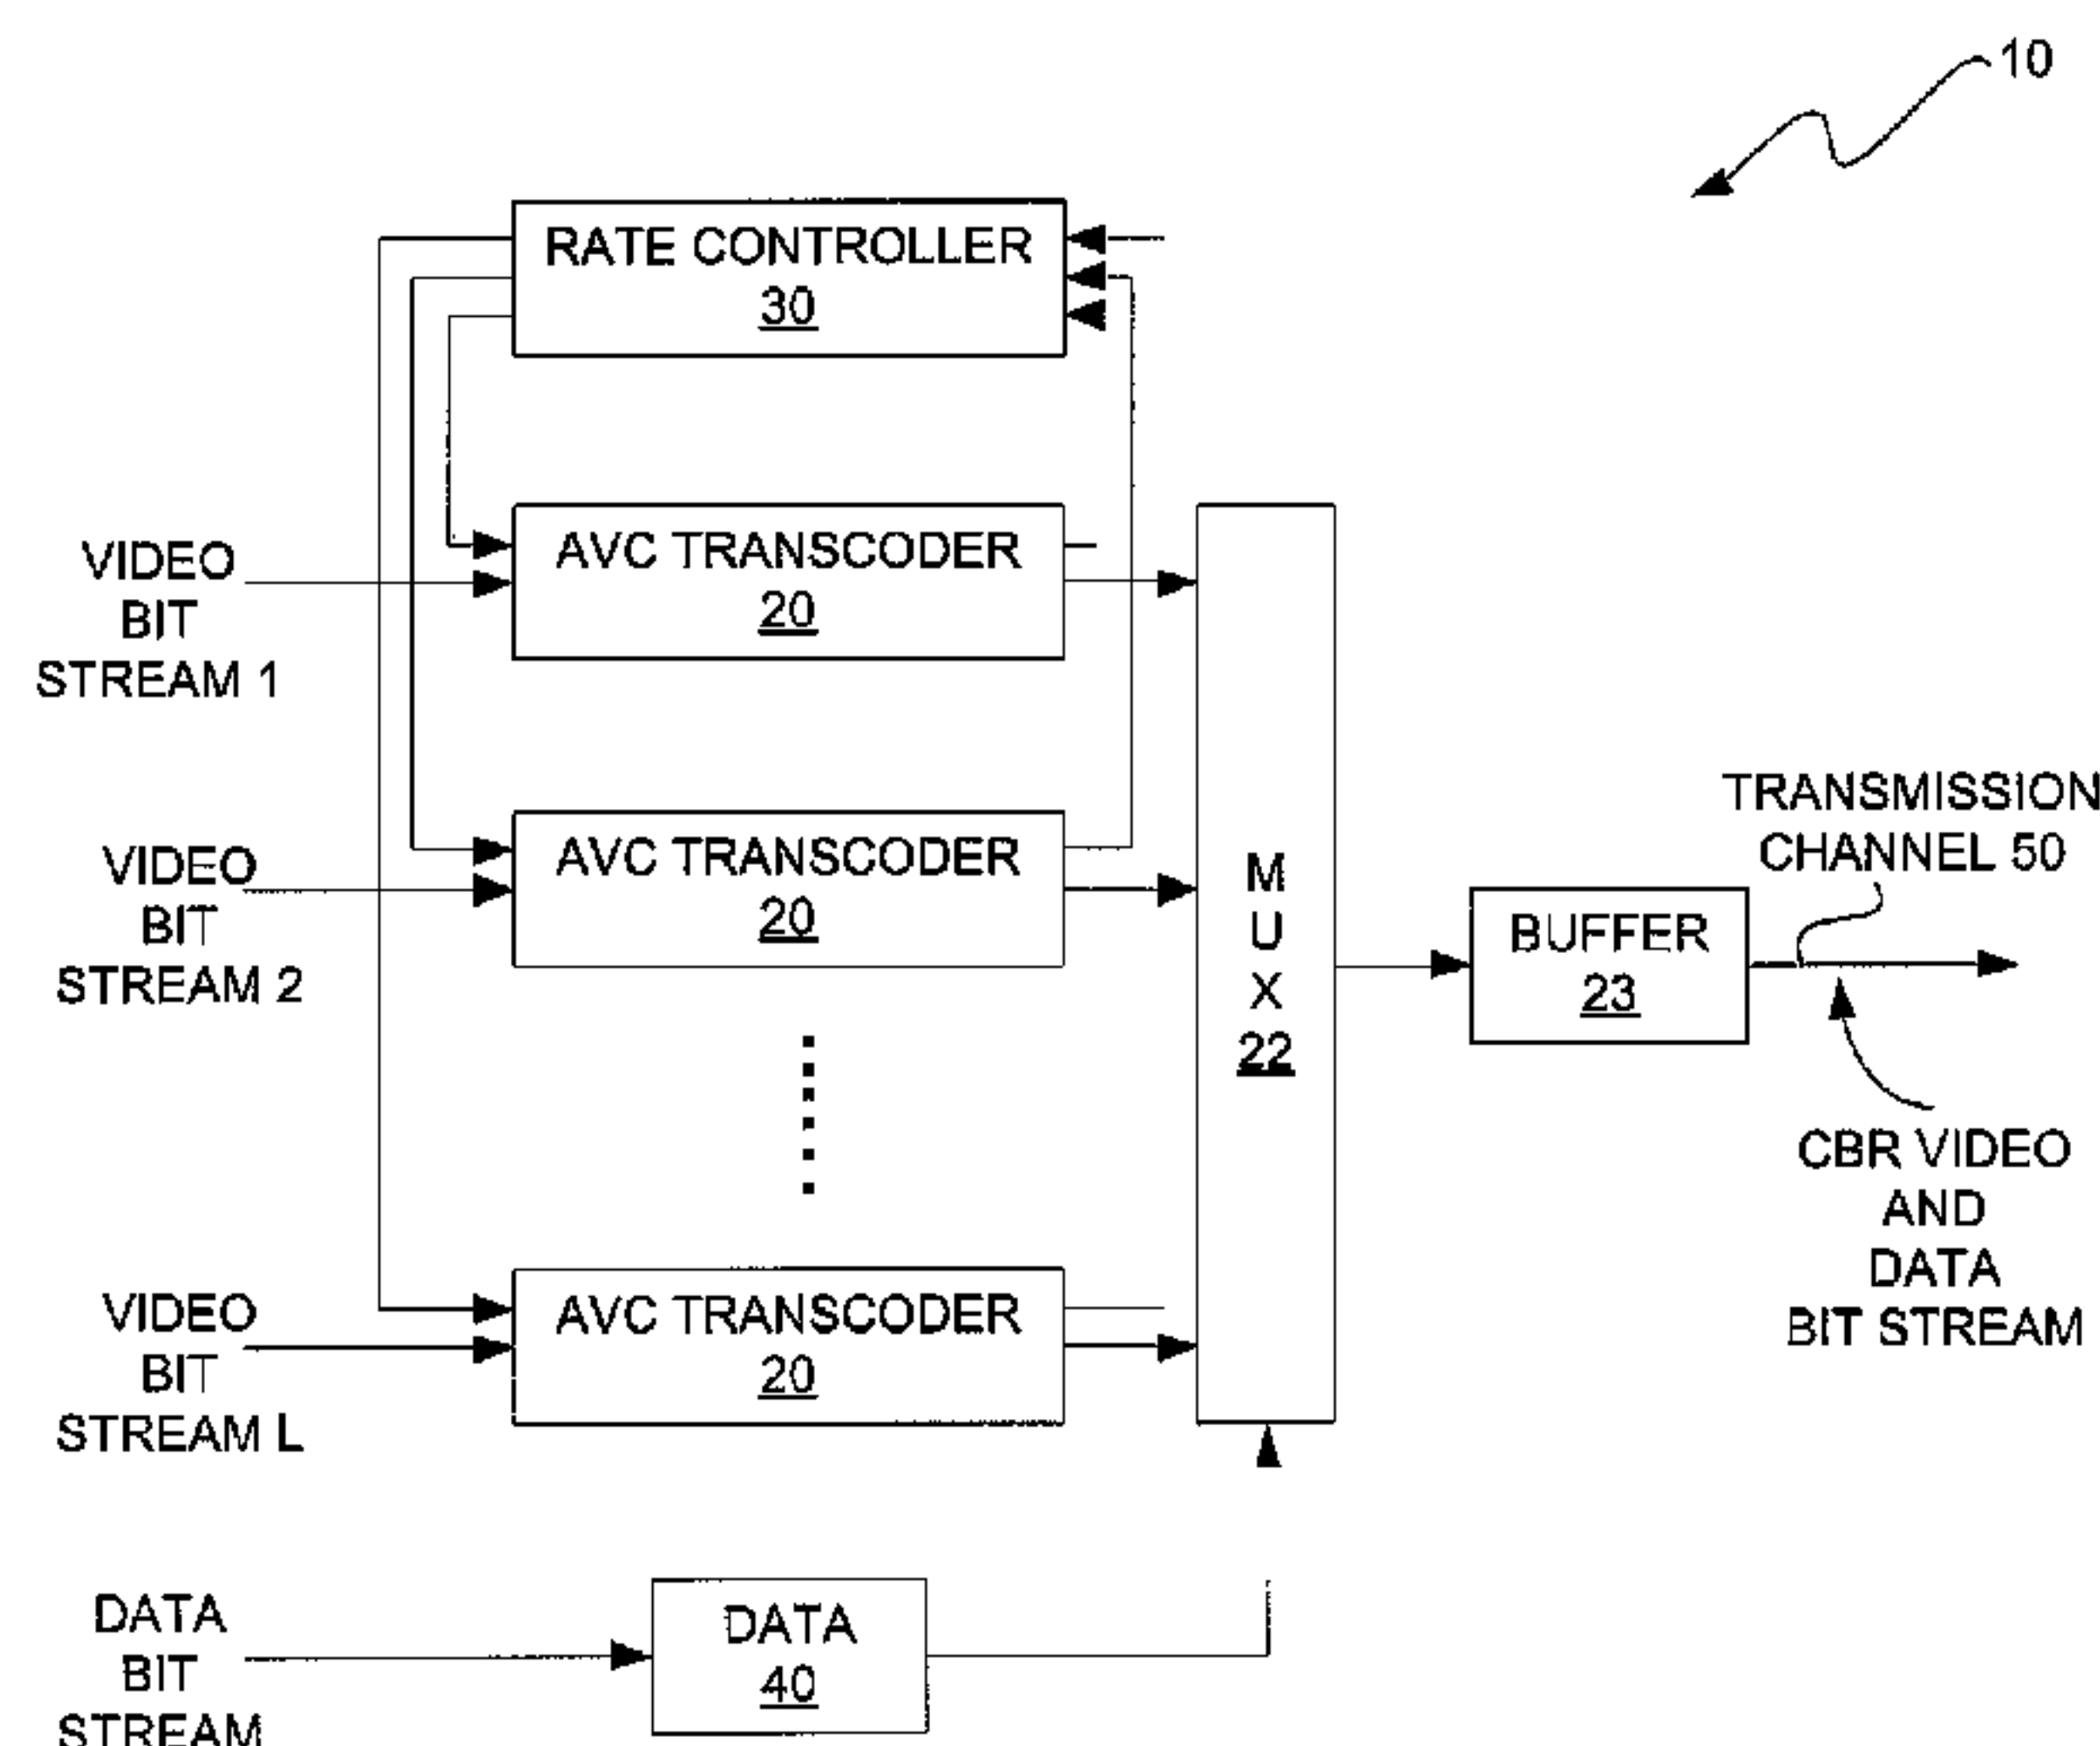 10
RATE CONTROLLER
30
VIDEO
BIT
STREAM 1
AVC TRANSCODER
20
VIDEO
BIT
STREAM 2
AVC TRANSCODER
20
M
U
X
22
BUFFER
23
TRANSMISSION
CHANNEL 50
CBR VIDEO
AND
DATA
BIT STREAM
VIDEO
BIT
STREAM L
AVC TRANSCODER
20
DATA
BIT
STREAM
DATA
40